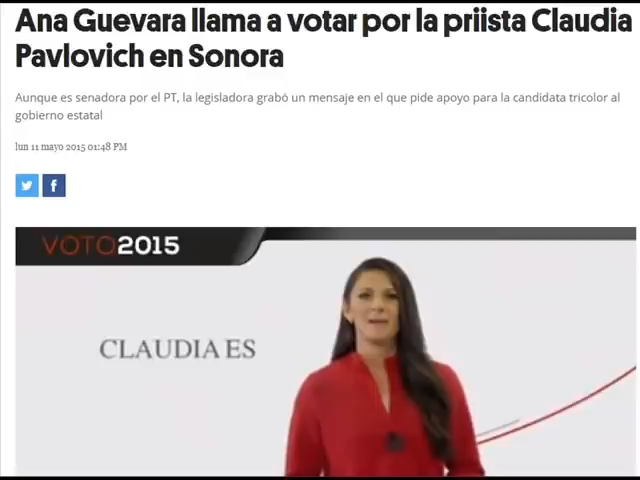 Ana Guevara llama a votar por la priista Claudia
Pavlovich en Sonora
Aunque es senadora por el PT, la legisladora grabó un mensaje en el que pide apoyo para la candidata tricolor al
gobierno estatal
lun 11 mayo 2015 01:48 PM
VOTO2015
CLAUDIA ES